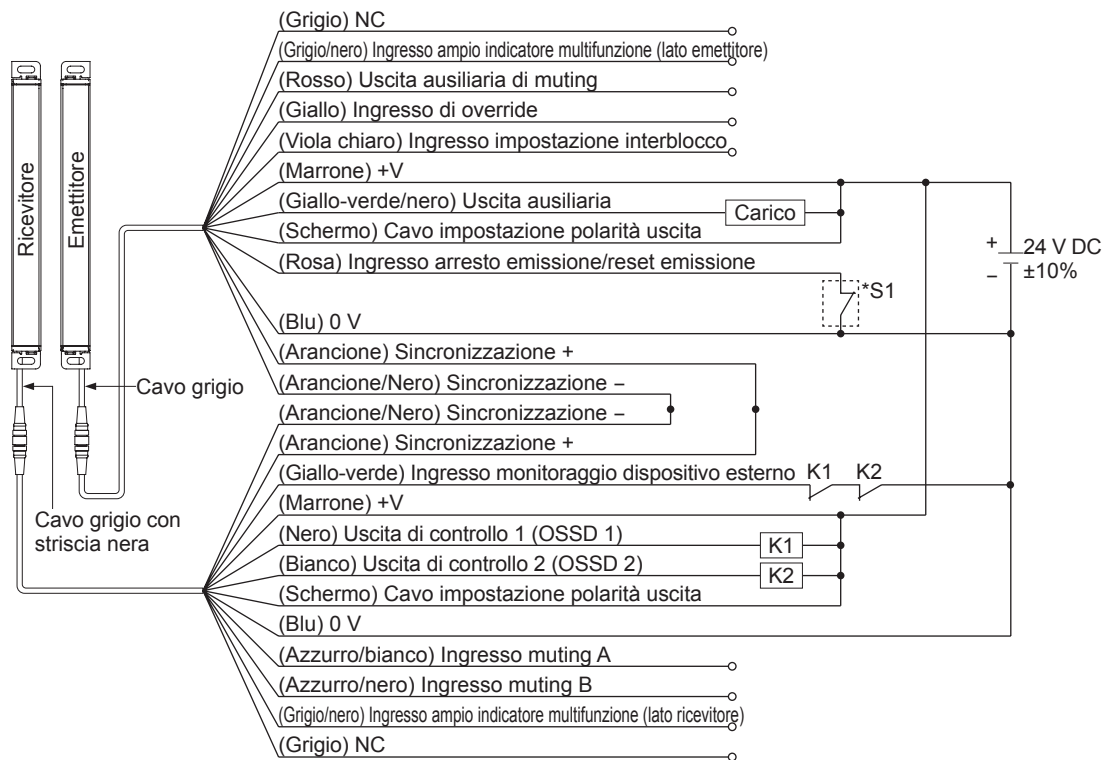 (Grigio) NC
(Grigio/nero) Ingresso ampio indicatore multifunzione (lato emettitore)
(Rosso) Uscita ausiliaria di muting
(Giallo) Ingresso di override
(Viola chiaro) Ingresso impostazione interblocco
(Marrone) +V
(Giallo-verde/nero) Uscita ausiliaria
Carico
(Schermo) Cavo impostazione polarità uscita
(Rosa) Ingresso arresto emissione/reset emissione
+
−
24 V DC
±10%
*S1
(Blu) 0 V
(Arancione) Sincronizzazione +
(Arancione/Nero) Sincronizzazione −
(Arancione/Nero) Sincronizzazione −
(Arancione) Sincronizzazione +
(Giallo-verde) Ingresso monitoraggio dispositivo esterno
K1
K2
(Marrone) +V
(Nero) Uscita di controllo 1 (OSSD 1)
K1
(Bianco) Uscita di controllo 2 (OSSD 2)
K2
(Schermo) Cavo impostazione polarità uscita
(Blu) 0 V
(Azzurro/bianco) Ingresso muting A
(Azzurro/nero) Ingresso muting B
(Grigio/nero) Ingresso ampio indicatore multifunzione (lato ricevitore)
(Grigio) NC
Ricevitore
Emettitore
Cavo grigio
Cavo grigio con
striscia nera